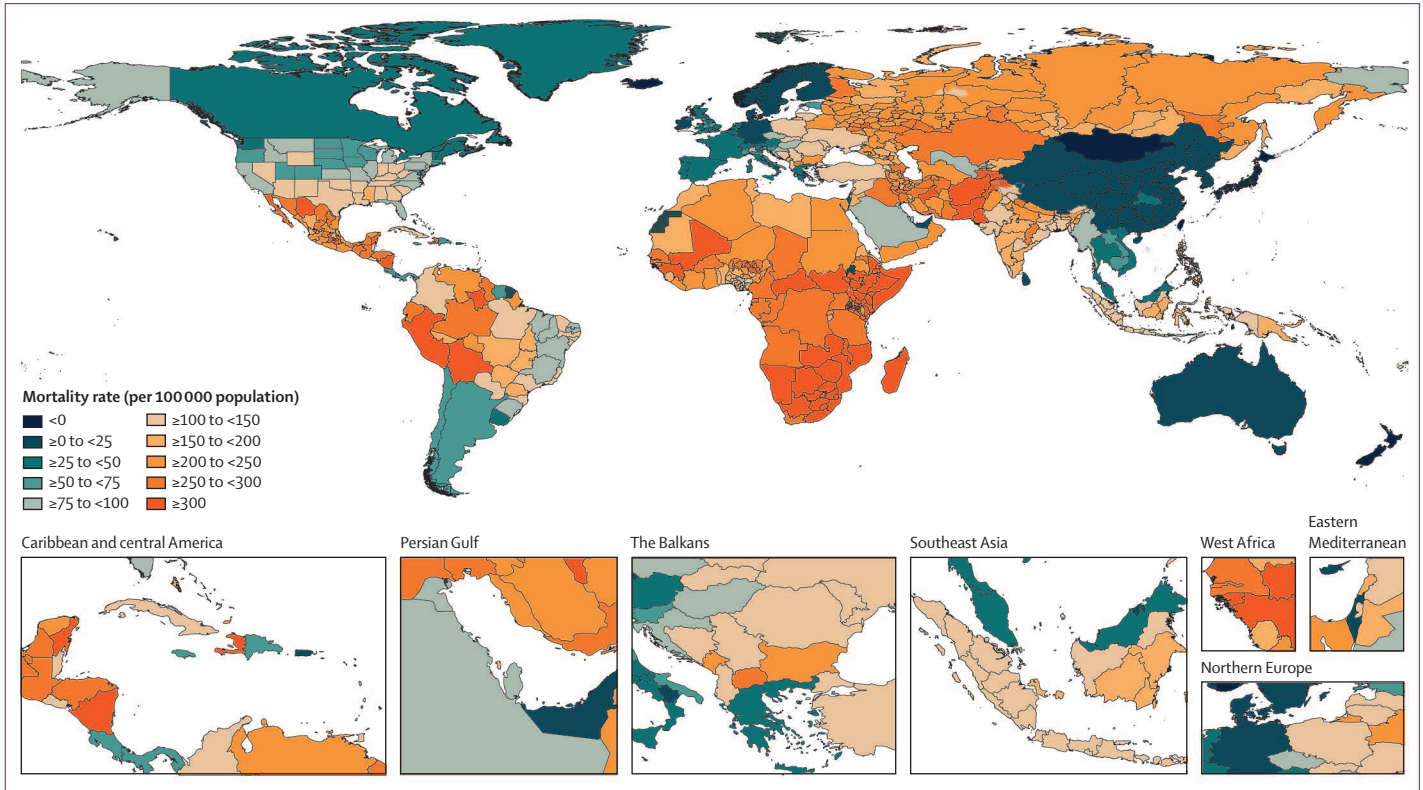 Mortality rate (per 100 000 population)
<0
≥0 to <25
≥25 to <50
≥50 to <75
≥75 to <100
≥100 to <150
≥150 to <200
≥200 to <250
≥250 to <300
≥300
Caribbean and central America
Persian Gulf
The Balkans
Southeast Asia
West Africa
Eastern
Mediterranean
Northern Europe